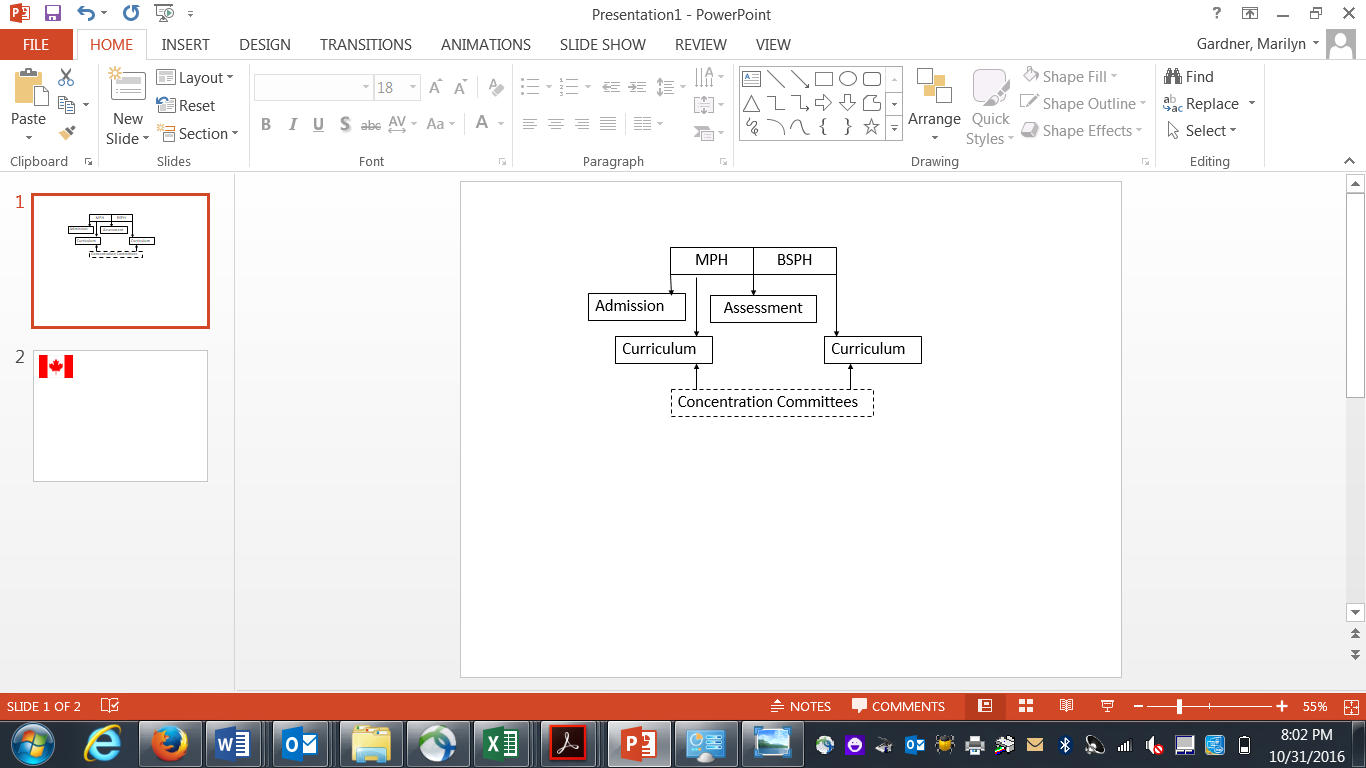 Presentation1 - PowerPoint
?
FILE HOME INSERT DESIGN TRANSITIONS ANIMATIONS SLIDE SHOW REVIEW VIEW
Gardner, Marilyn
Paste
New Slide
Layout
Reset
Section
18
B I U S abc AV Aa A
Arrange
Quick Styles
Shape Fill
Shape Outline
Shape Effects
Find
Replace
Select
Clipboard Slides Font Paragraph Drawing Editing
1
2
MPH BSPH
Admission
Assessment
Curriculum Curriculum
Concentration Committees
SLIDE 1 OF 2
NOTES
COMMENTS
55%
8:02 PM
10/31/2016